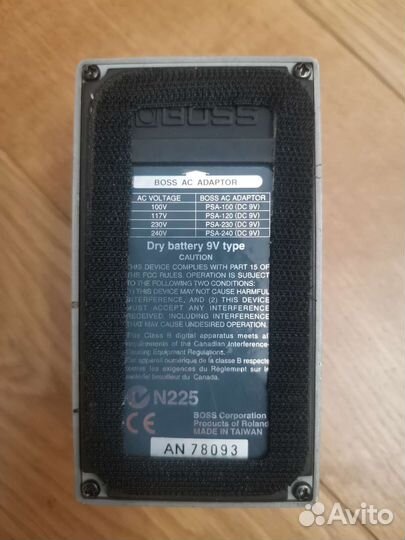 BOSS
BOSS AC ADAPTOR
AC VOLTAGE BOSS AC ADAPTOR
100V PSA-100 (DC 9V)
117V PSA-120 (DC 9V)
230V PSA-230 (DC 9V)
240V PSA-240 (DC 9V)
Dry battery 9V type
CAUTION
THIS DEVICE COMPLIES WITH PART 15 OF
THE FCC RULES. OPERATION IS SUBJECT
TO THE FOLLOWING TWO CONDITIONS:
(1) THIS DEVICE MAY NOT CAUSE HARMFUL
INTERFERENCE, AND (2) THIS DEVICE
MUST ACCEPT ANY INTERFERENCE
RECEIVED INCLUDING INTERFERENCE
THAT MAY CAUSE UNDESIRED OPERATION.
This Class B digital apparatus meets all
requirements of the Canadian Interference-
Causing Equipment Regulations.
Cet appareil numérique de la classe B respecte
toutes les exigences du Règlement sur le
matériel brouilleur du Canada.
N225
CE
BOSS Corporation
Products of Roland
MADE IN TAIWAN
AN 78093
Avito